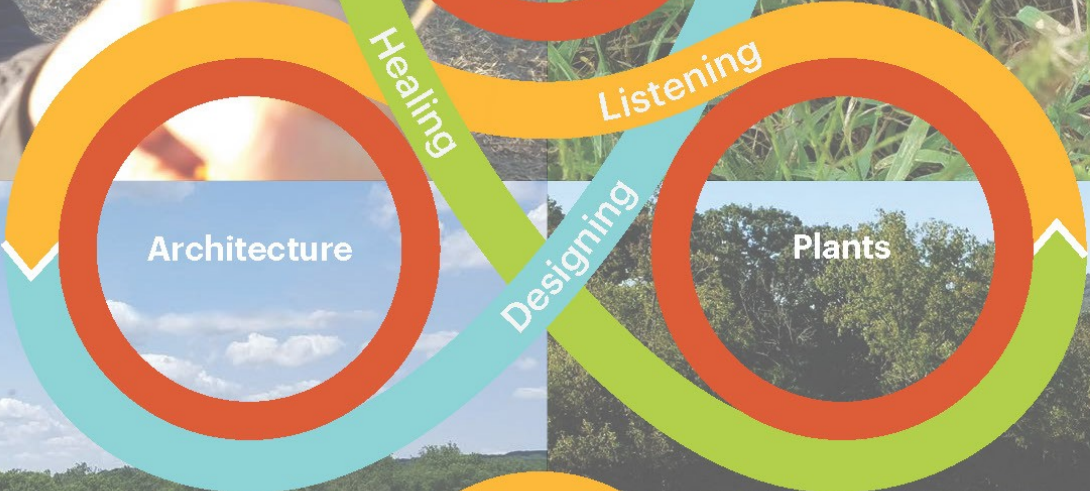 Healing
Listening
Designing
Architecture
Plants